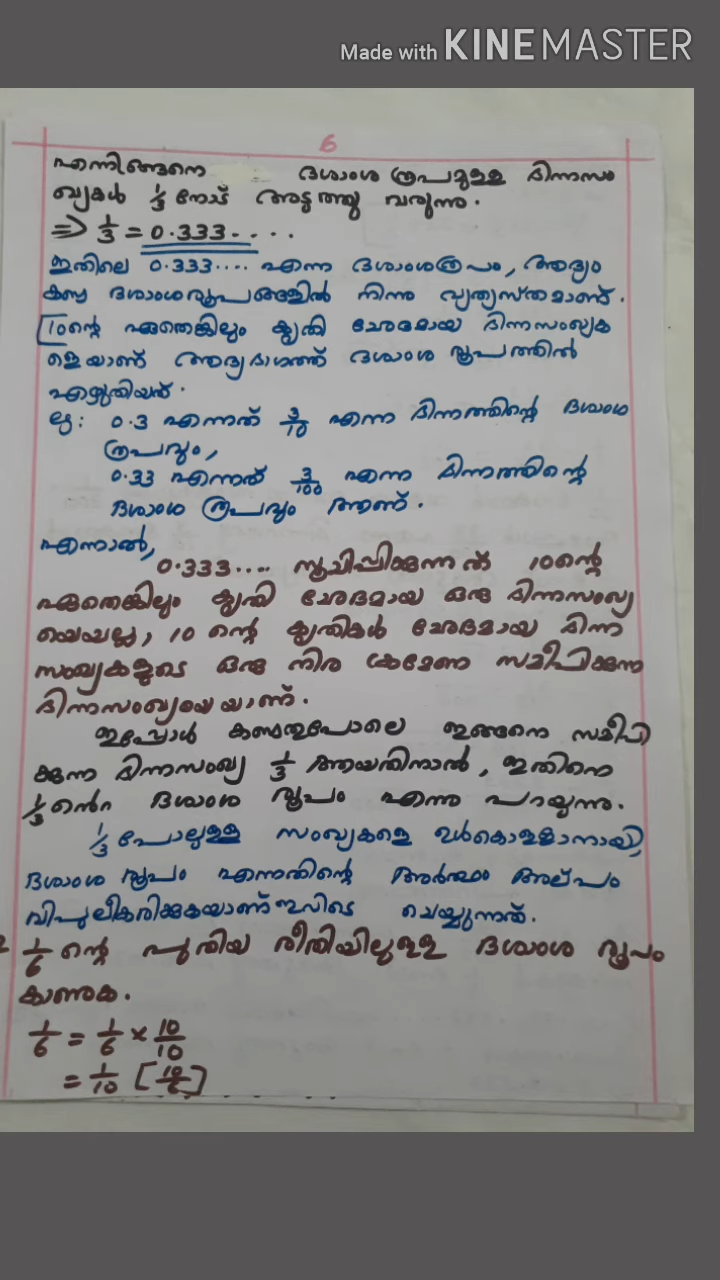 Made with KINEMASTER
6
എന്നിങ്ങനെ ദശാംശ രൂപമുള്ള ഭിന്നസം
ഖ്യകൾ 1/3 നോട് അടുത്തു വരുന്നു.
⇒ 1/3 = 0.333....
ഇതിലെ 0.333.... എന്ന ദശാംശരൂപം, ആദ്യം
കണ്ട ദശാംശരൂപങ്ങളിൽ നിന്നു വ്യത്യസ്തമാണ്.
[10ന്റെ ഏതെങ്കിലും കൃതി ഛേദമായ ഭിന്നസംഖ്യക
ളെയാണ് ആദ്യഭാഗത്ത് ദശാംശ രൂപത്തിൽ
എഴുതിയത്.
ഉദാ: 0.3 എന്നത് 3/10 എന്ന ഭിന്നത്തിന്റെ ദശാംശ
രൂപവും,
0.33 എന്നത് 3/100 എന്ന ഭിന്നത്തിന്റെ
ദശാംശ രൂപവും ആണ്.
എന്നാൽ,
0.333.... സൂചിപ്പിക്കുന്നത് 10ന്റെ
ഏതെങ്കിലും കൃതി ഛേദമായ ഒരു ഭിന്നസംഖ്യ
യെയല്ല, 10 ന്റെ കൃതികൾ ഛേദമായ ഭിന്ന
സംഖ്യകളുടെ ഒരു നിര ക്രമേണ സമീപിക്കുന്ന
ഭിന്നസംഖ്യയെയാണ്.
ഇപ്പോൾ കണ്ടതുപോലെ ഇങ്ങനെ സമീപി
ക്കുന്ന ഭിന്നസംഖ്യ 1/3 ആയതിനാൽ, ഇതിനെ
1/3 ൻറെ ദശാംശ രൂപം എന്നു പറയുന്നു.
1/3 പോലുള്ള സംഖ്യകളെ ഉൾകൊള്ളാനായി,
ദശാംശ രൂപം എന്നതിന്റെ അർത്ഥം അല്പം
വിപുലീകരിക്കുകയാണ് ഇവിടെ ചെയ്യുന്നത്.
1/6 ന്റെ പുതിയ രീതിയിലുള്ള ദശാംശ രൂപം
കാണുക.
1/6 = 1/6 × 10/10
= 1/10 [10/6]